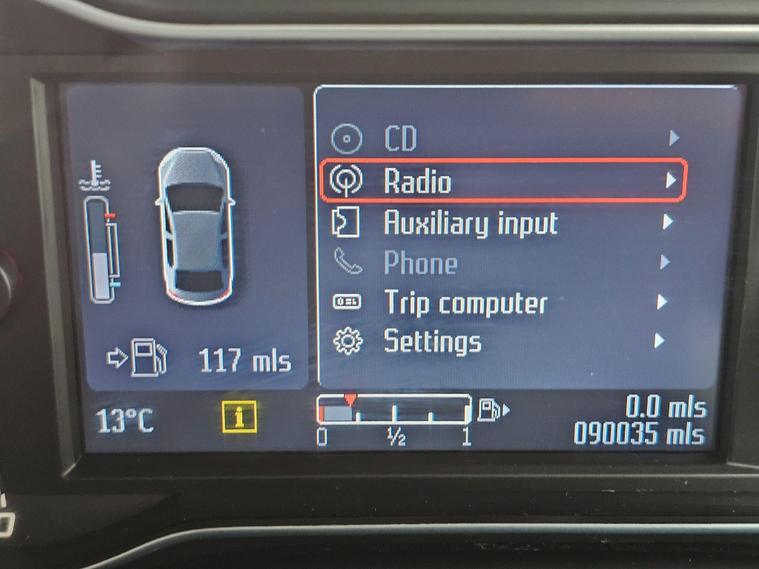 CD
Radio
Auxiliary input
Phone
Trip computer
Settings
117 mls
13°C
i
0 ½ 1
0.0 mls
090035 mls